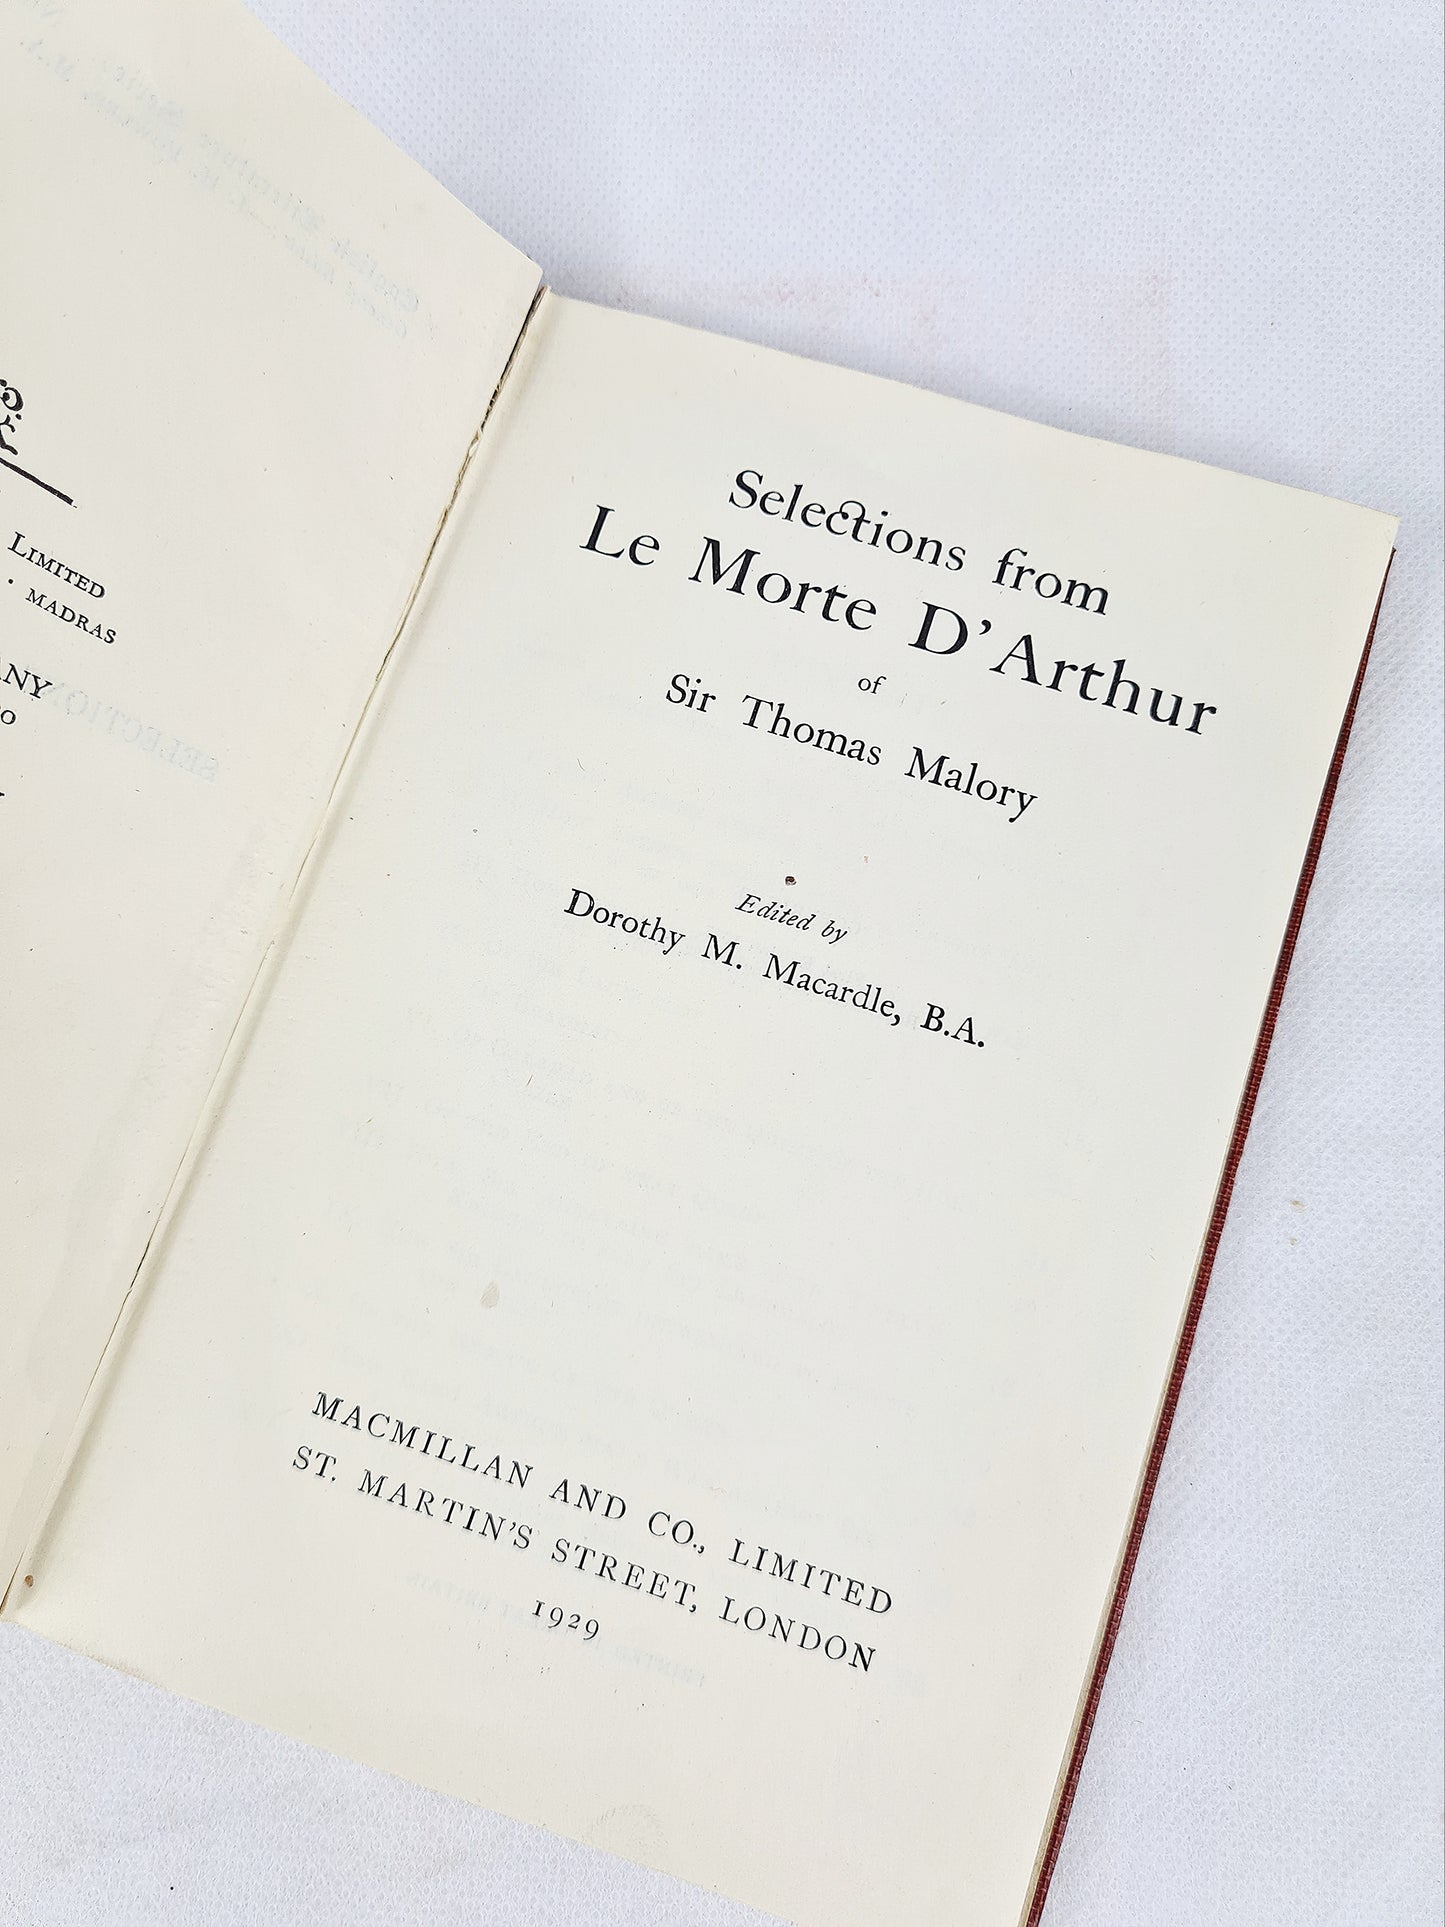 LIMITED
· MADRAS
Selections from
Le Morte D'Arthur
of
Sir Thomas Malory
Edited by
Dorothy M. Macardle, B.A.
MACMILLAN AND CO., LIMITED
ST. MARTIN'S STREET, LONDON
1929